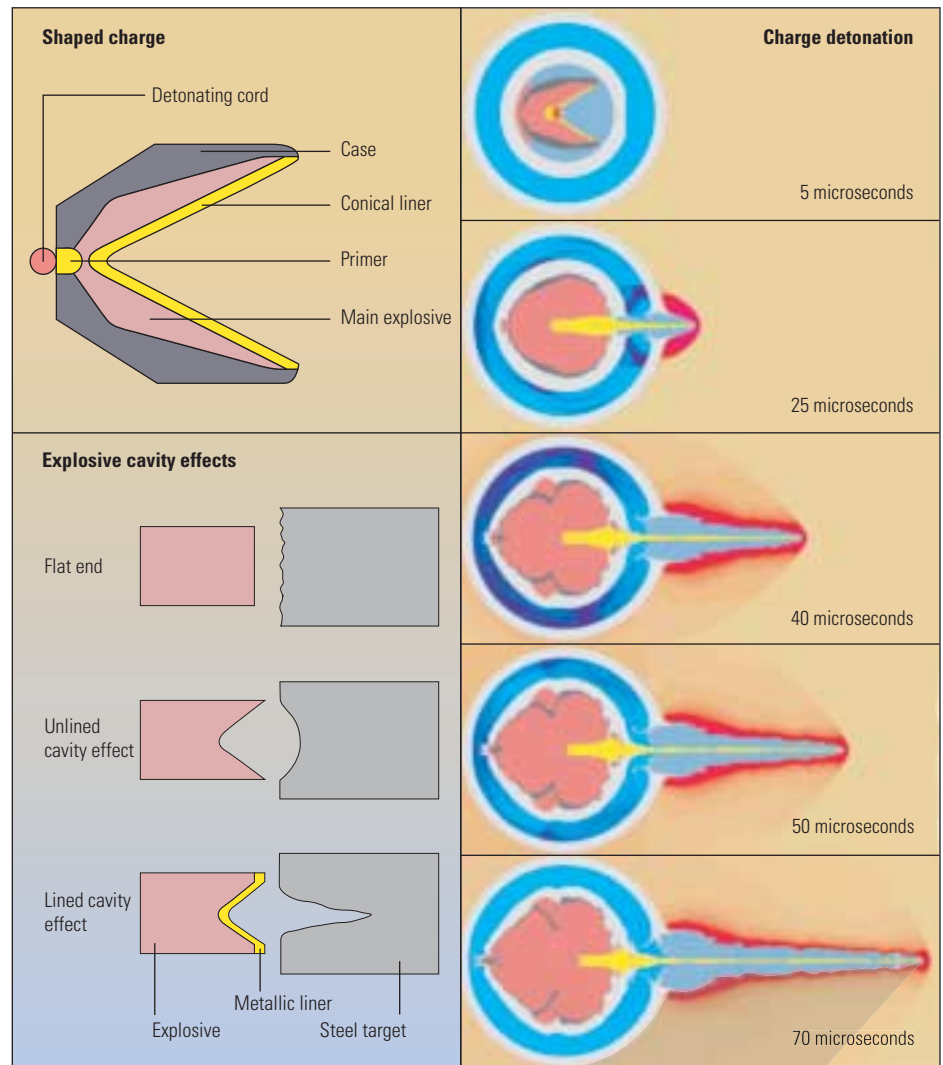 Shaped charge
Detonating cord
Case
Conical liner
Primer
Main explosive
Explosive cavity effects
Flat end
Unlined
cavity effect
Lined cavity
effect
Metallic liner
Explosive
Steel target
Charge detonation
5 microseconds
25 microseconds
40 microseconds
50 microseconds
70 microseconds